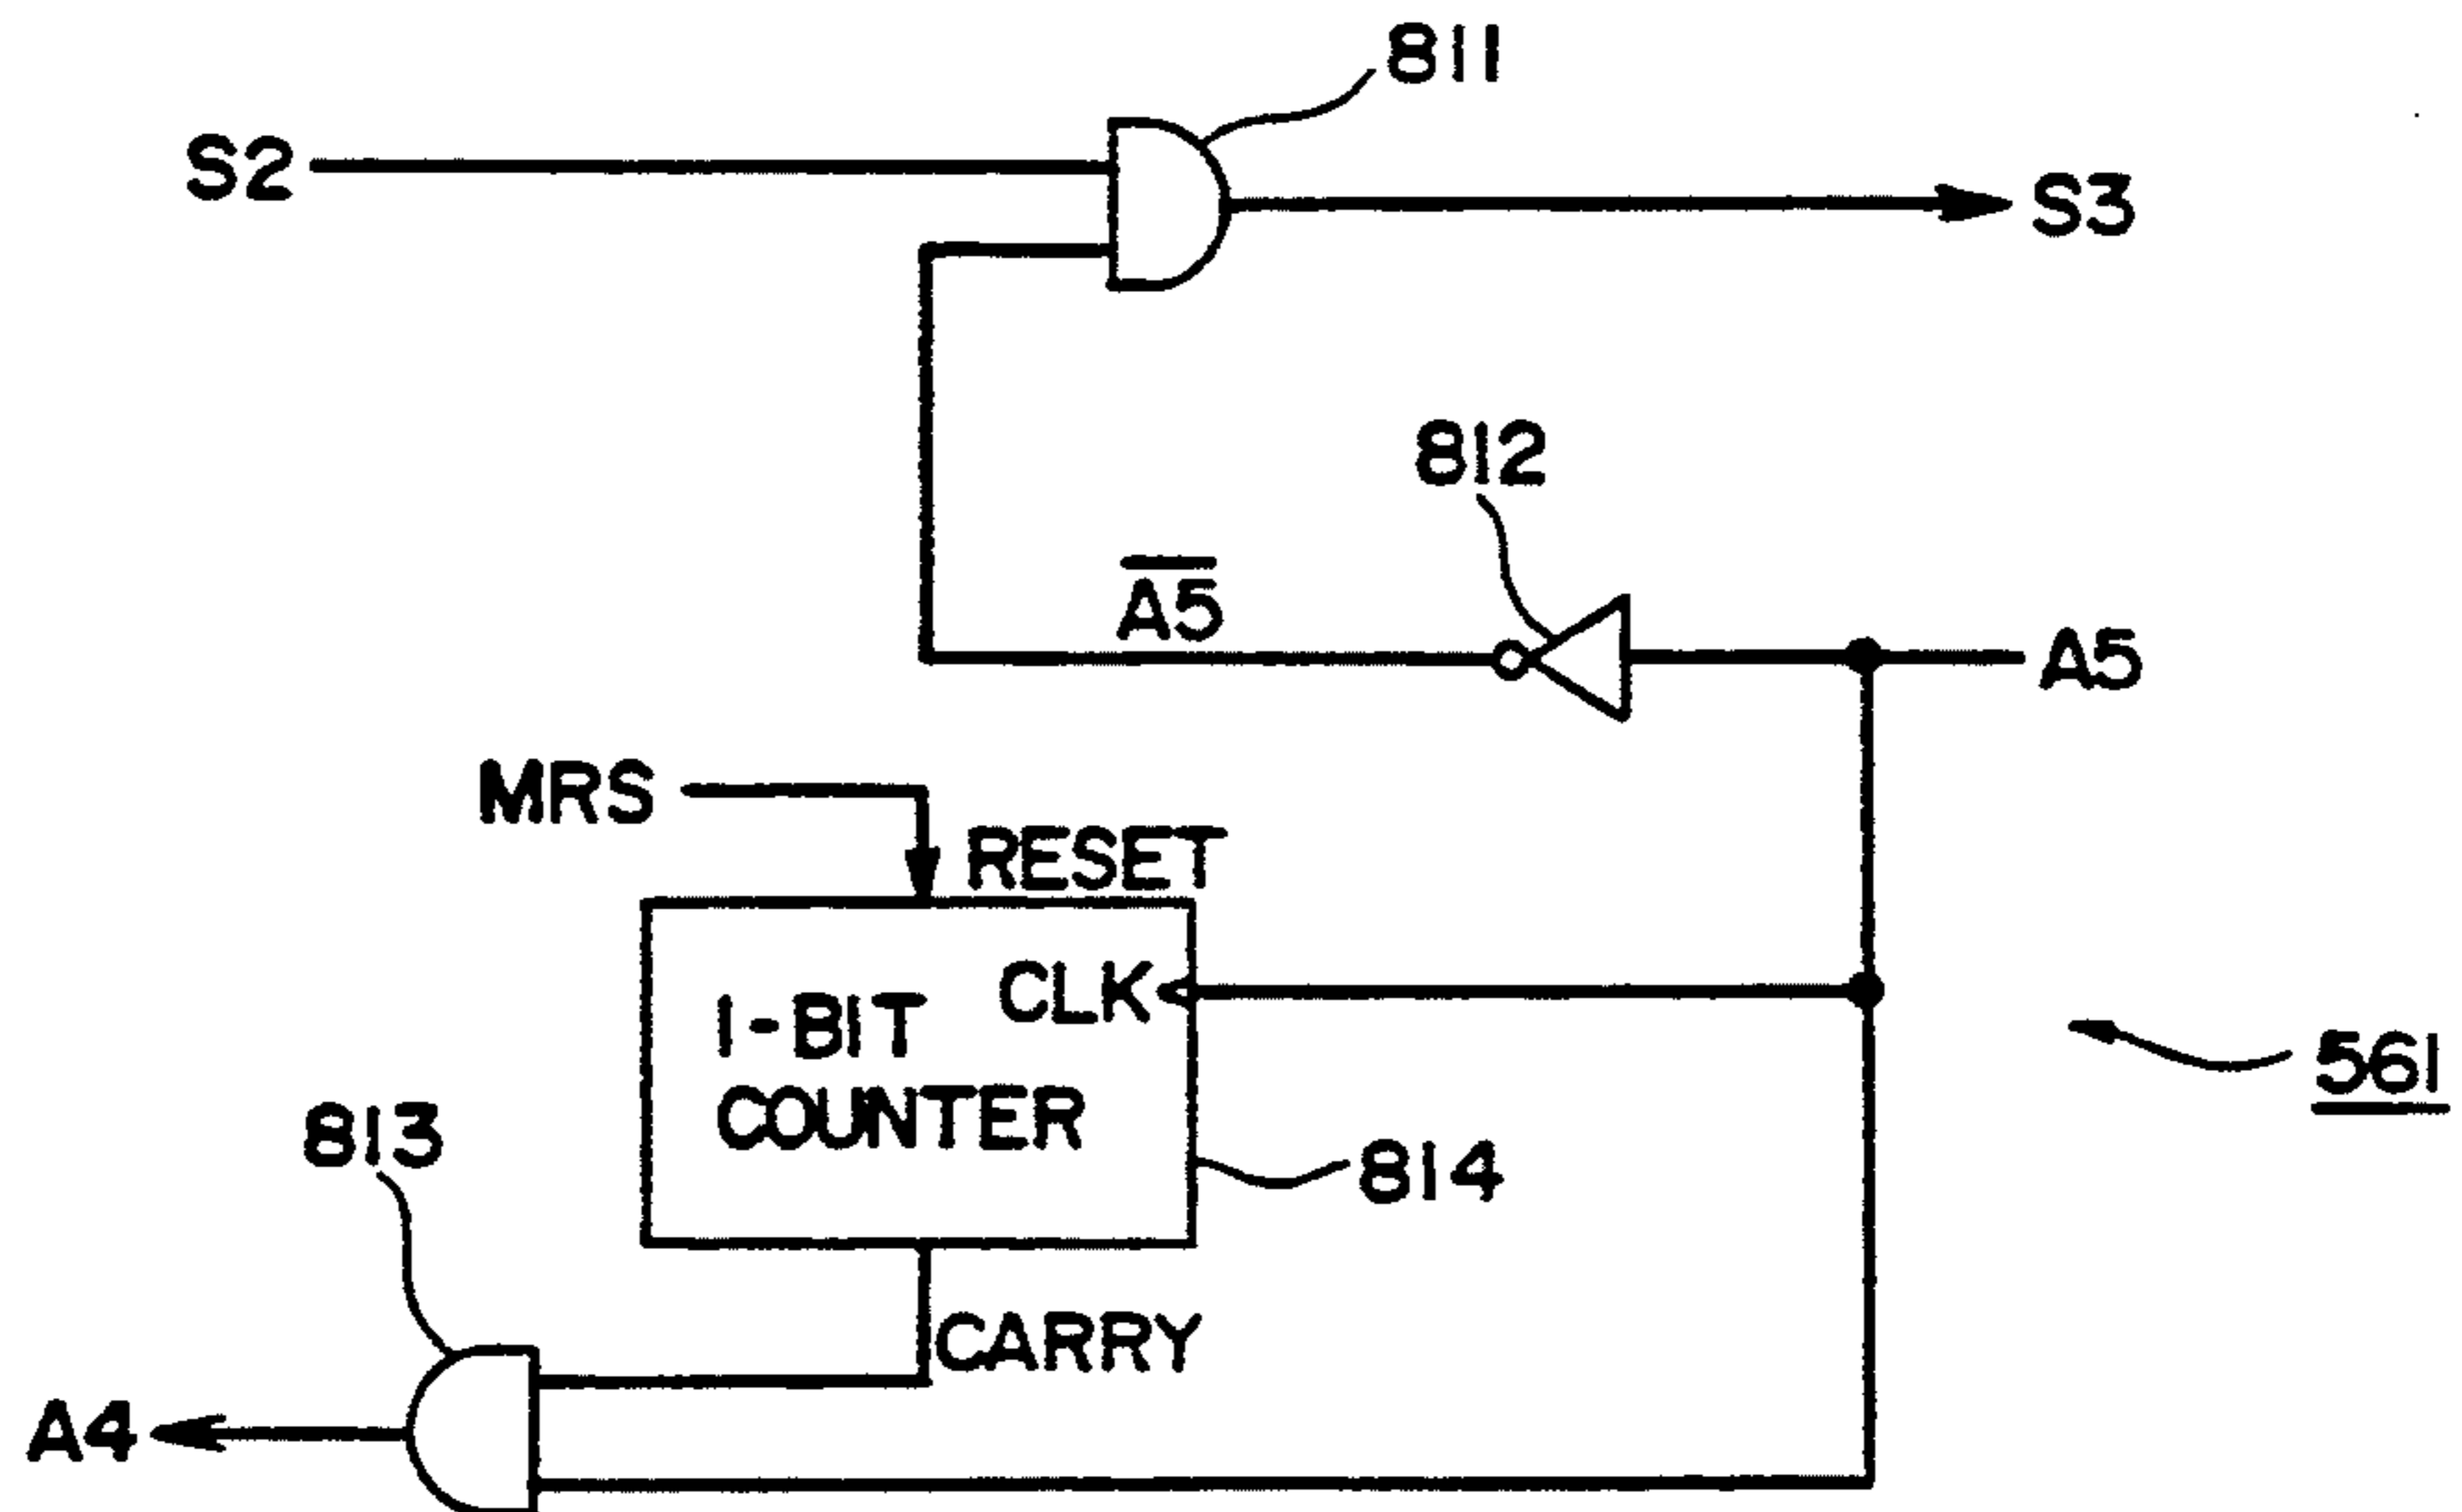 811
S2
S3
812
A5
A5
MRS
RESET
CLK
1-BIT
COUNTER
561
813
814
CARRY
A4